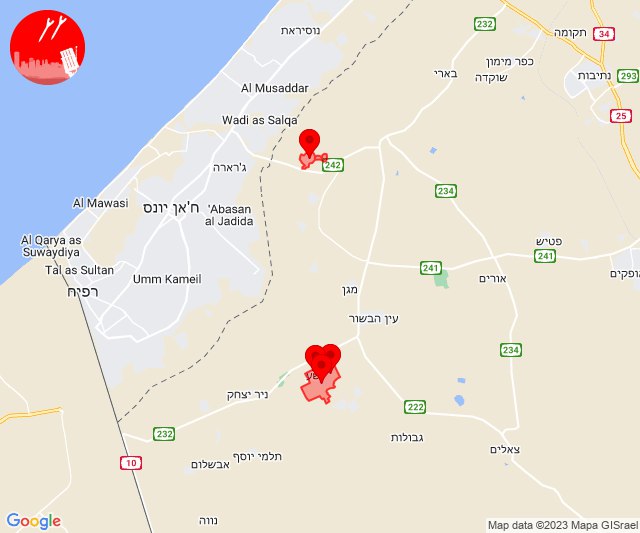 נוסיראת
תקומה
34
כפר מימון
שוקדה
בארי
נתיבות
293
Al Musaddar
25
Wadi as Salqa
242
ג'רארה
234
Al Mawasi
ח'אן יונס
'Abasan
al Jadida
Al Qarya as
Suwaydiya
פטיש
241
Tal as Sultan
241
אורים
אופקים
Umm Kameil
רפיח
מגן
עין הבשור
234
232
ניר יצחק
222
גבולות
232
צאלים
תלמי יוסף
אבשלום
10
נווה
Google
Map data ©2023 Mapa GISrael